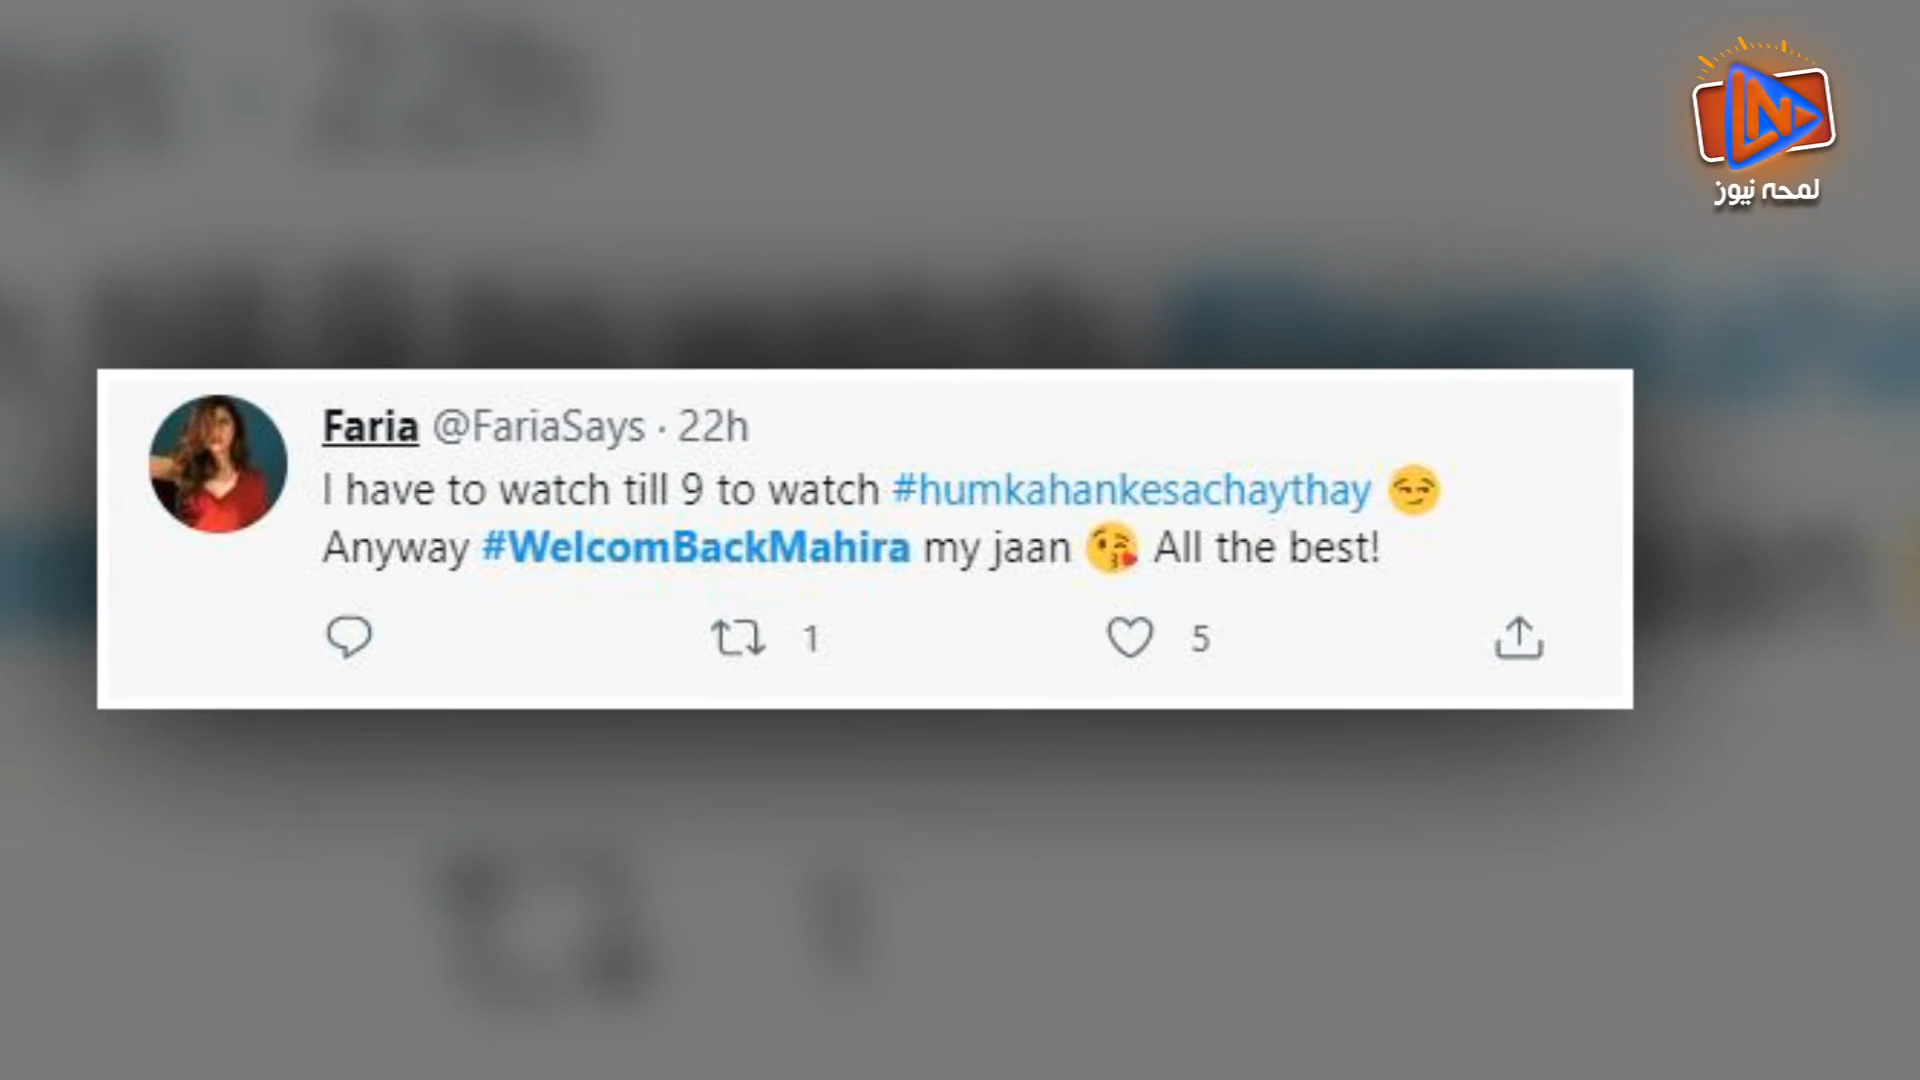 لمحہ نیوز
Faria @FariaSays · 22h
I have to watch till 9 to watch #humkahankesachaythay 😏
Anyway #WelcomBackMahira my jaan 😘 All the best!
1 5